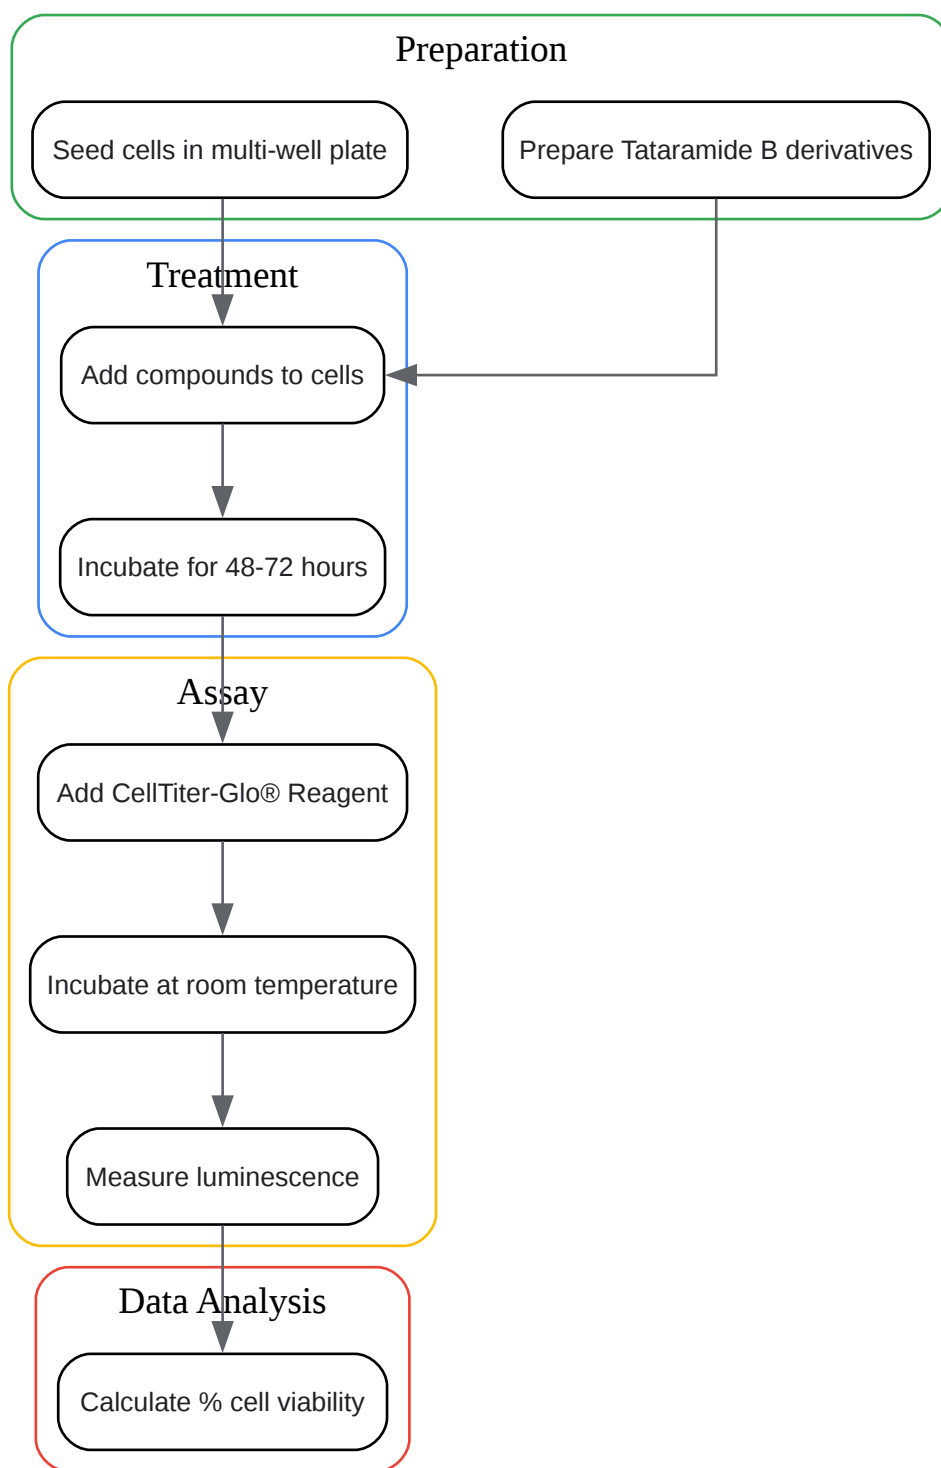 Preparation
Seed cells in multi-well plate
Prepare Tataramide B derivatives
Treatment
Add compounds to cells
Incubate for 48-72 hours
Assay
Add CellTiter-Glo® Reagent
Incubate at room temperature
Measure luminescence
Data Analysis
Calculate % cell viability